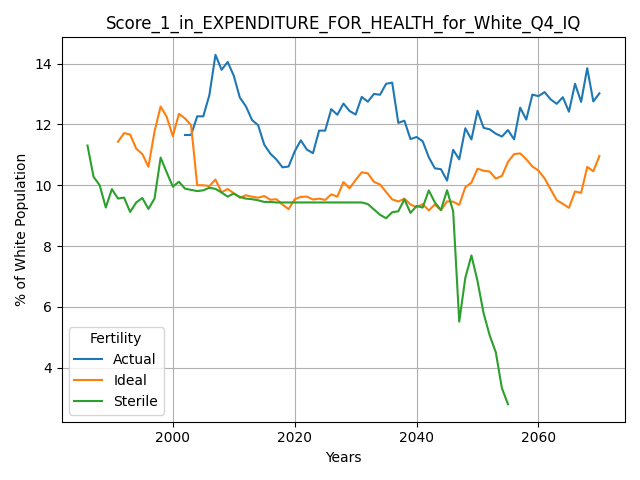 Score_1_in_EXPENDITURE_FOR_HEALTH_for_White_Q4_IQ
% of White Population
14
12
10
8
6
4
Fertility
Actual
Ideal
Sterile
2000 2020 2040 2060
Years